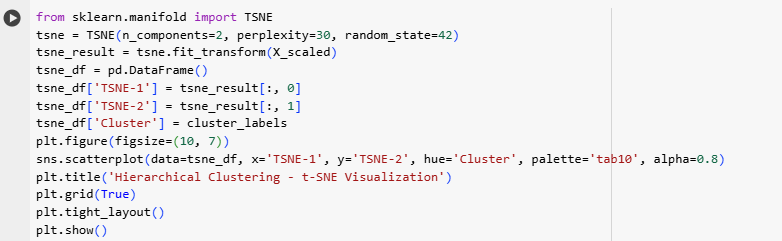 from sklearn.manifold import TSNE
tsne = TSNE(n_components=2, perplexity=30, random_state=42)
tsne_result = tsne.fit_transform(X_scaled)
tsne_df = pd.DataFrame()
tsne_df['TSNE-1'] = tsne_result[:, 0]
tsne_df['TSNE-2'] = tsne_result[:, 1]
tsne_df['Cluster'] = cluster_labels
plt.figure(figsize=(10, 7))
sns.scatterplot(data=tsne_df, x='TSNE-1', y='TSNE-2', hue='Cluster', palette='tab10', alpha=0.8)
plt.title('Hierarchical Clustering - t-SNE Visualization')
plt.grid(True)
plt.tight_layout()
plt.show()